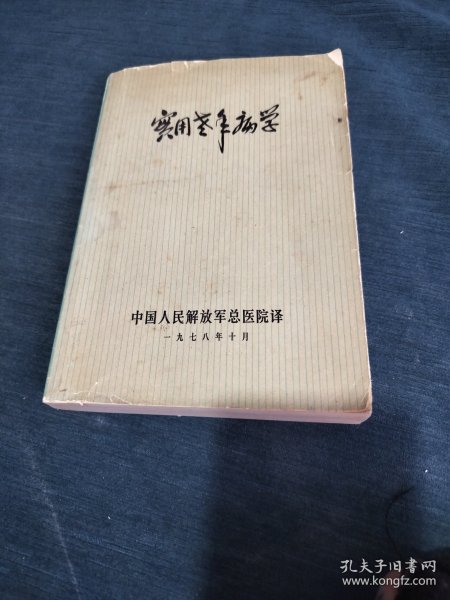 实用老年病学
中国人民解放军总医院译
一九七八年十月
孔夫子旧书网
www.kongfz.com